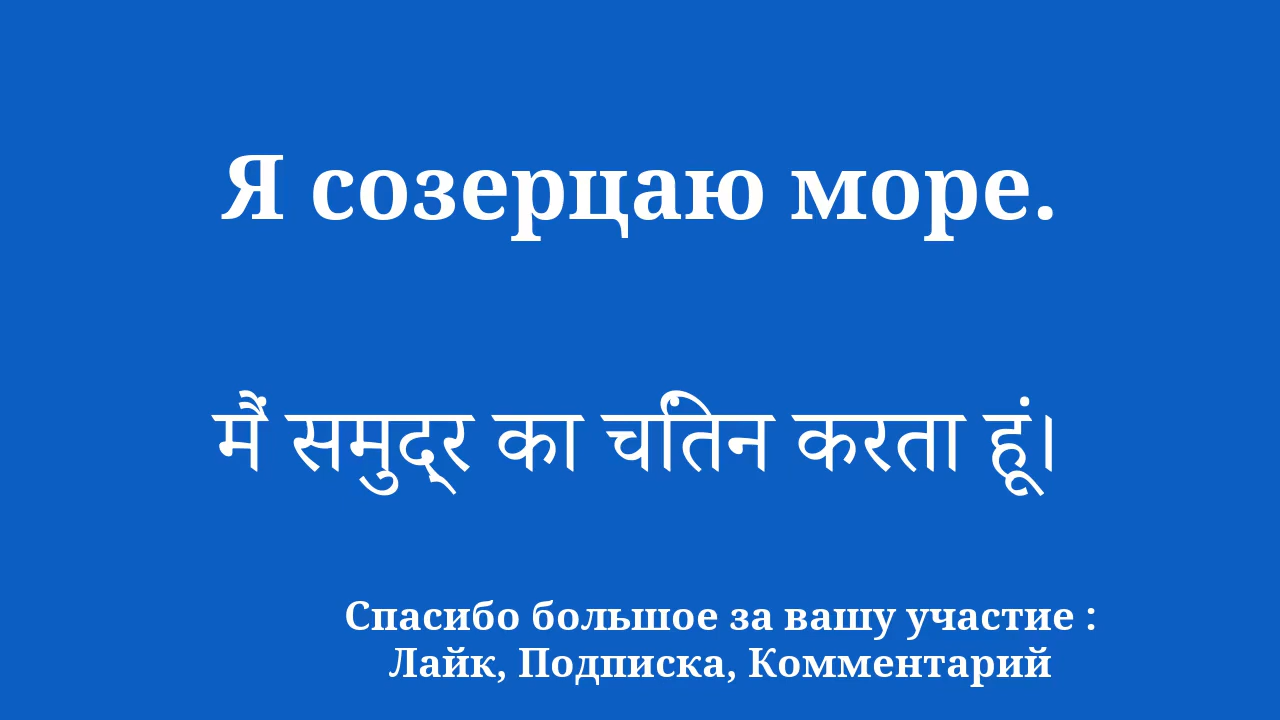 Я созерцаю море.
मैं समुद्र का चिंतन करता हूं।
Спасибо большое за вашу участие :
Лайк, Подписка, Комментарий